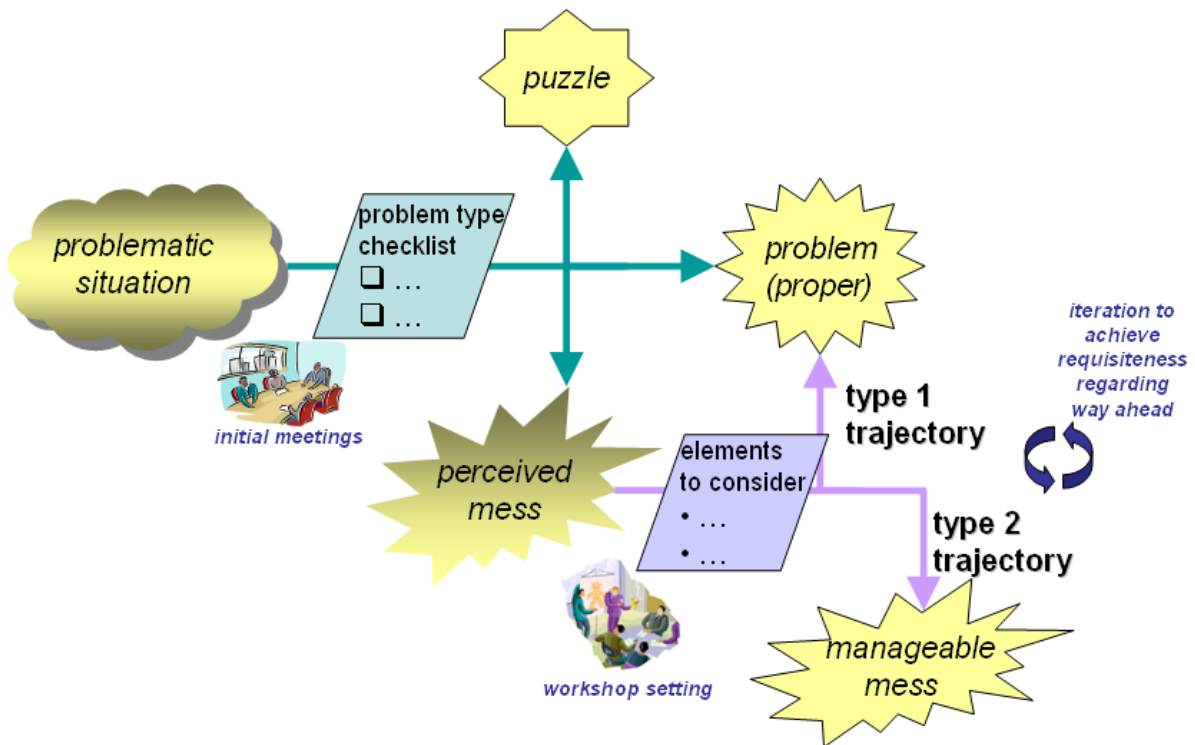 puzzle
problematic
situation
problem type
checklist
❑ ...
❑ ...
problem
(proper)
initial meetings
iteration to
achieve
requisiteness
regarding
way ahead
perceived
mess
elements
to consider
• ...
• ...
type 1
trajectory
type 2
trajectory
workshop setting
manageable
mess